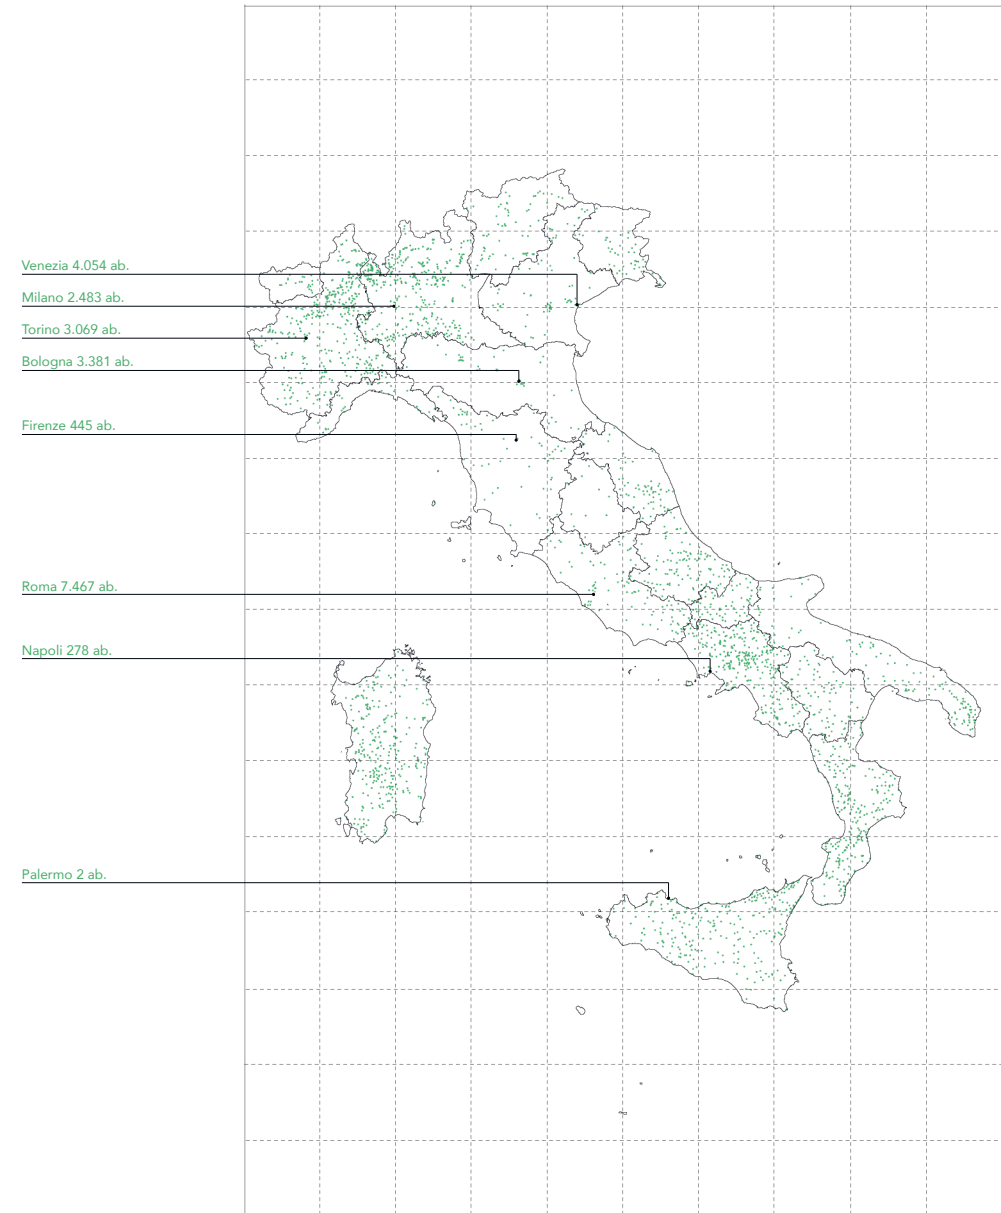 Venezia 4.054 ab.
Milano 2.483 ab.
Torino 3.069 ab.
Bologna 3.381 ab.
Firenze 445 ab.
Roma 7.467 ab.
Napoli 278 ab.
Palermo 2 ab.